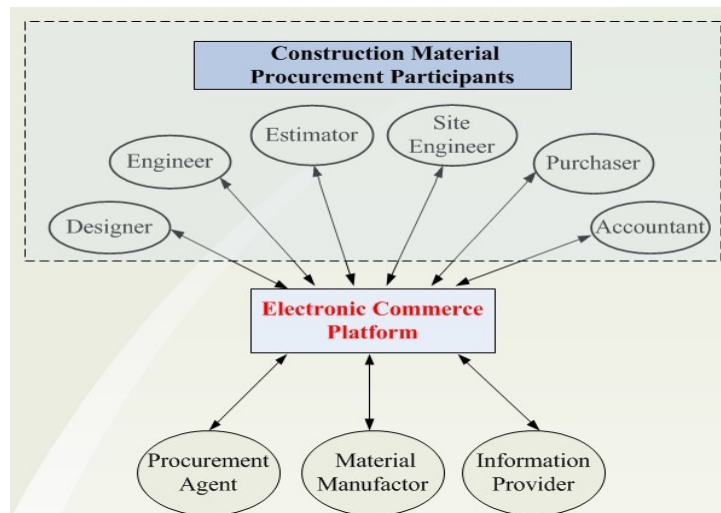 Construction Material
Procurement Participants
Site
Engineer
Estimator
Engineer
Purchaser
Designer
Accountant
Electronic Commerce
Platform
Procurement
Agent
Material
Manufactor
Information
Provider